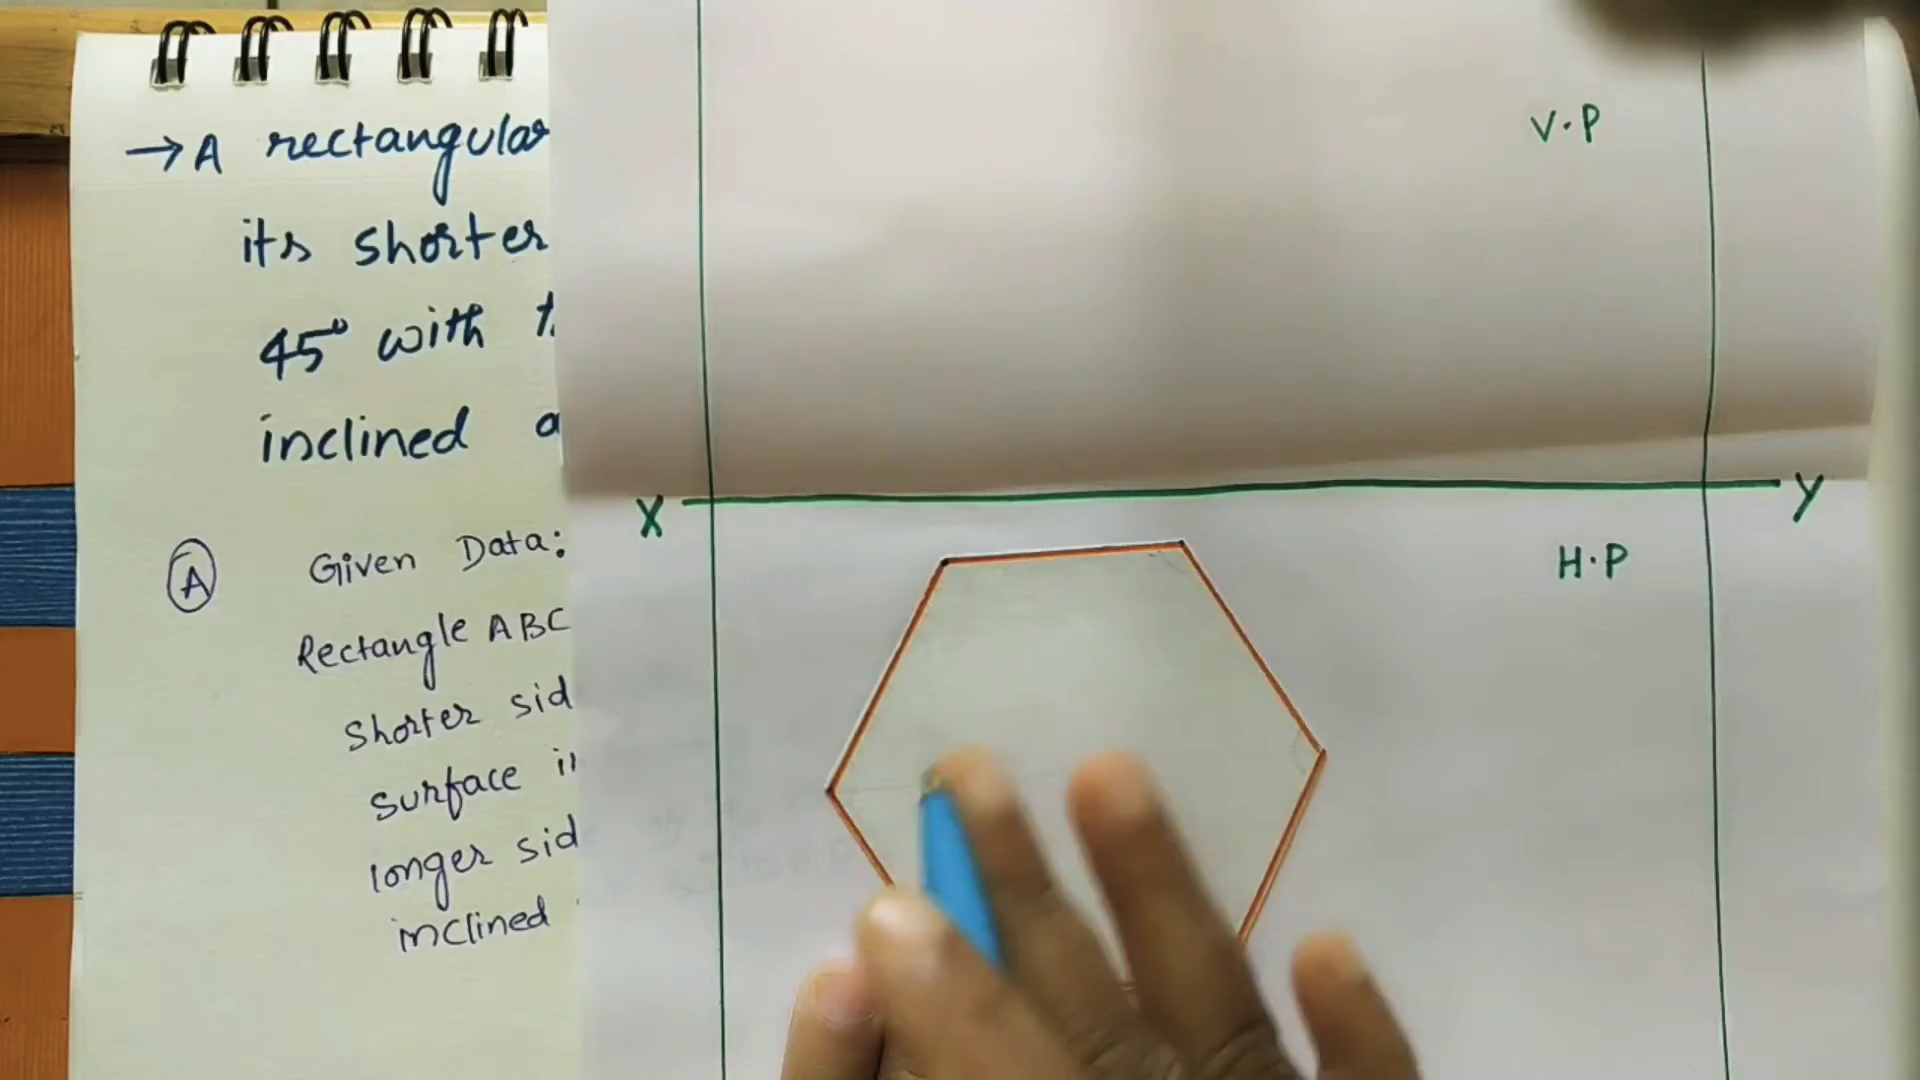 →A rectangular
its shorter
45° with
inclined
A Given Data:
Rectangle ABC
Shorter sid
surface
longer sid
inclined
V.P
X Y
H.P